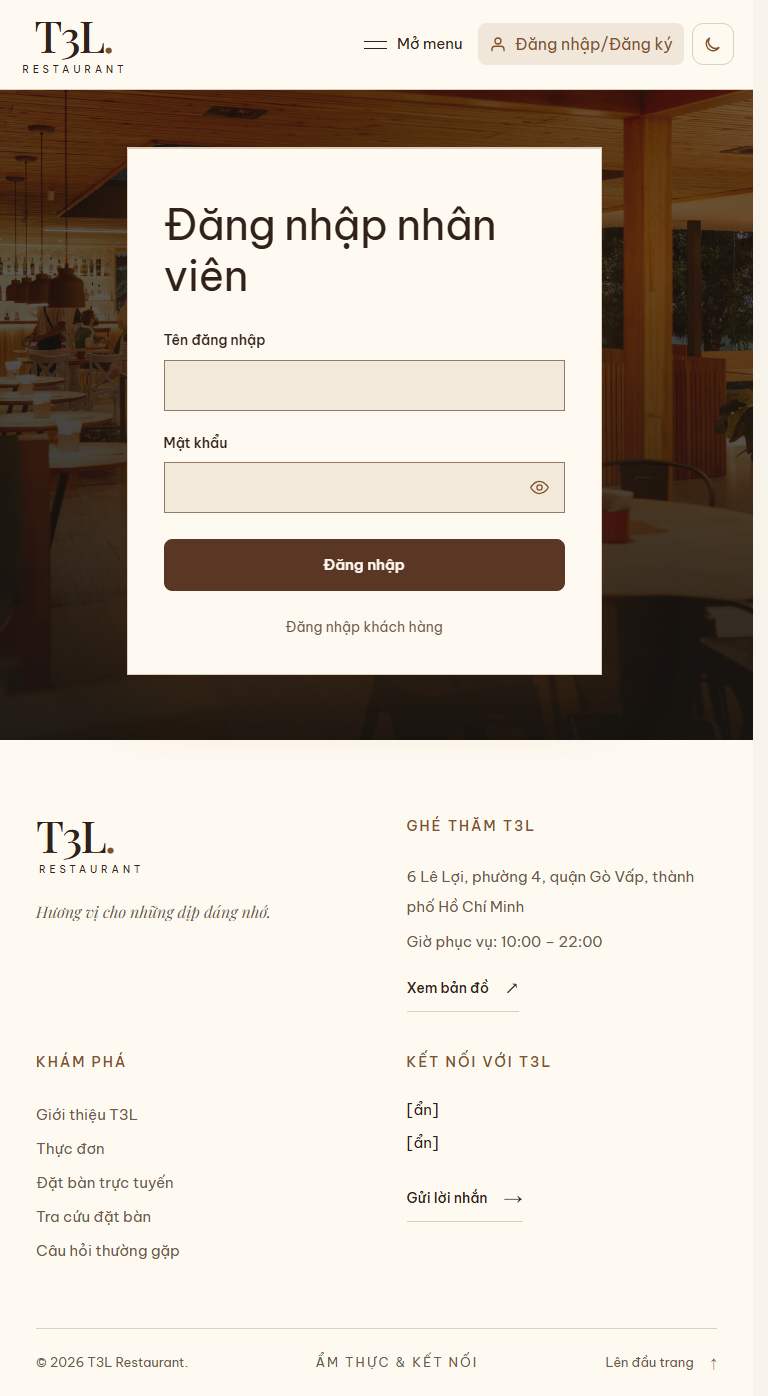 T3L.
RESTAURANT
Mở menu
Đăng nhập/Đăng ký
Đăng nhập nhân
viên
Tên đăng nhập
Mật khẩu
Đăng nhập
Đăng nhập khách hàng
T3L.
RESTAURANT
Hương vị cho những dịp đáng nhớ.
GHÉ THĂM T3L
6 Lê Lợi, phường 4, quận Gò Vấp, thành
phố Hồ Chí Minh
Giờ phục vụ: 10:00 – 22:00
Xem bản đồ ↗
KHÁM PHÁ
Giới thiệu T3L
Thực đơn
Đặt bàn trực tuyến
Tra cứu đặt bàn
Câu hỏi thường gặp
KẾT NỐI VỚI T3L
[ẩn]
[ẩn]
Gửi lời nhắn →
© 2026 T3L Restaurant.
ẨM THỰC & KẾT NỐI
Lên đầu trang ↑